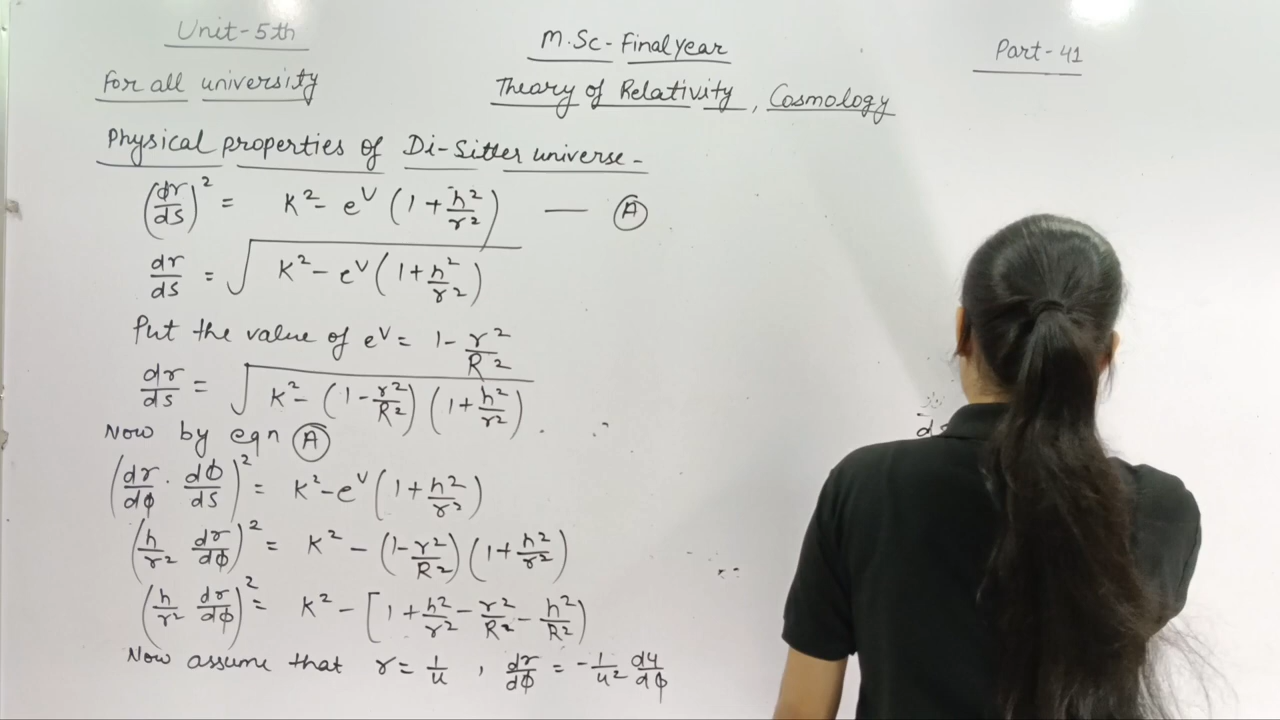 Unit-5th
M.Sc-Final year
Part-41
For all university
Theory of Relativity, Cosmology
Physical properties of Di-Sitter universe-
(dr/ds)² = K² - e^ν (1 + h²/r²) — Ⓐ
dr/ds = √(K² - e^ν (1 + h²/r²))
Put the value of e^ν = 1 - r²/R²
dr/ds = √(K² - (1 - r²/R²) (1 + h²/r²))
Now by eqn Ⓐ
(dr/dϕ · dϕ/ds)² = K² - e^ν (1 + h²/r²)
(h/r² dr/dϕ)² = K² - (1 - r²/R²) (1 + h²/r²)
(h/r² dr/dϕ)² = K² - [1 + h²/r² - r²/R² - h²/R²)
Now assume that r = 1/u , dr/dϕ = -1/u² du/dϕ